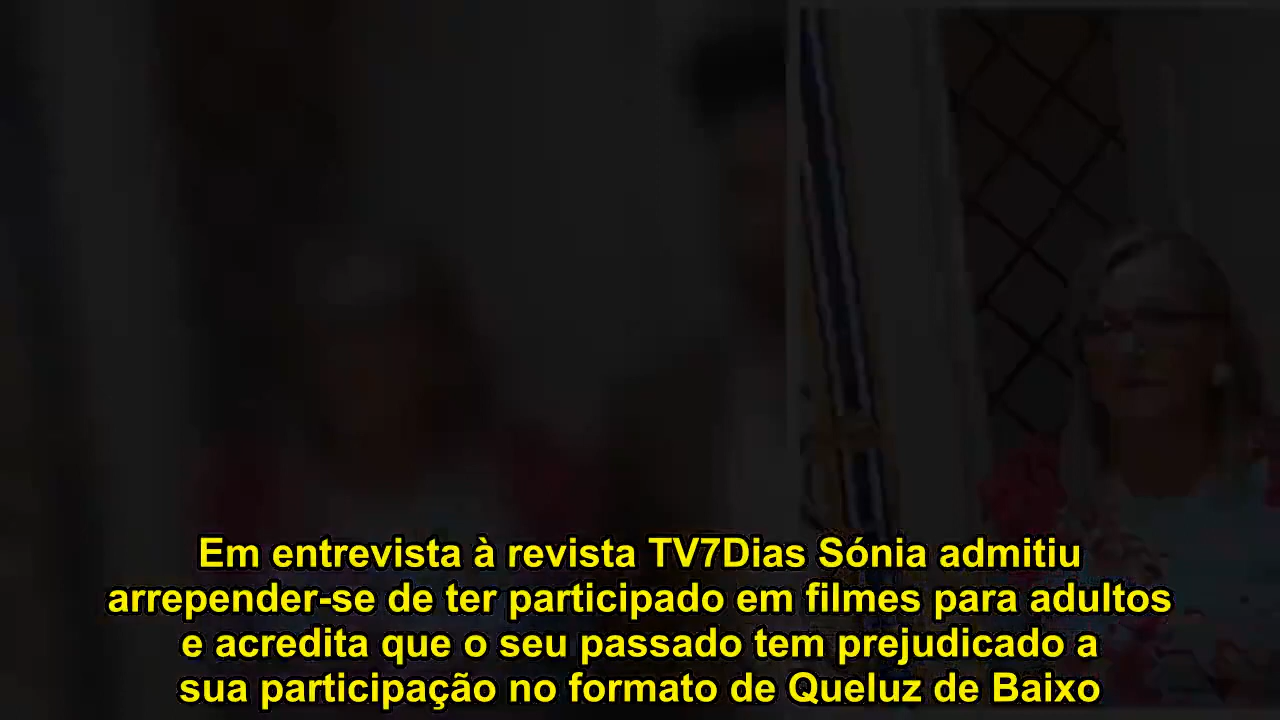 Em entrevista à revista TV7Dias Sónia admitiu
arrepender-se de ter participado em filmes para adultos
e acredita que o seu passado tem prejudicado a
sua participação no formato de Queluz de Baixo